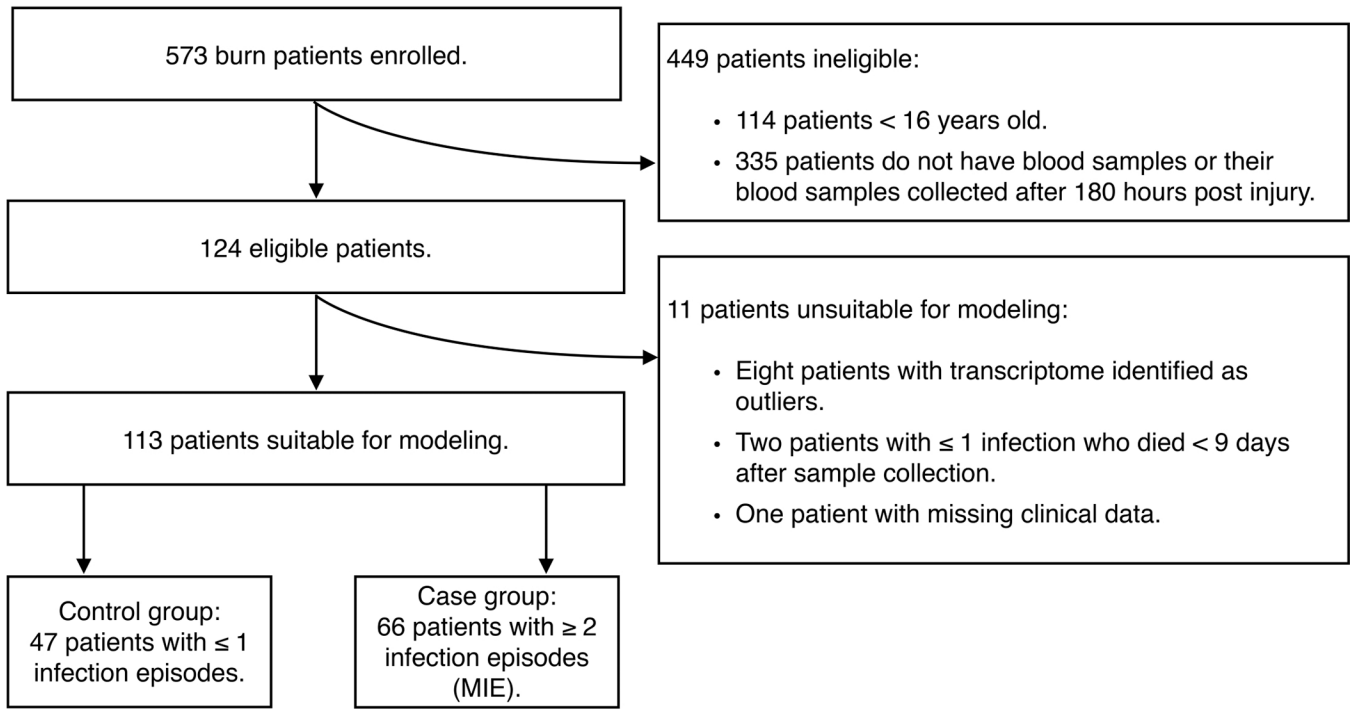 573 burn patients enrolled.
449 patients ineligible:
• 114 patients < 16 years old.
• 335 patients do not have blood samples or their
blood samples collected after 180 hours post injury.
124 eligible patients.
11 patients unsuitable for modeling:
• Eight patients with transcriptome identified as
outliers.
• Two patients with ≤ 1 infection who died < 9 days
after sample collection.
• One patient with missing clinical data.
113 patients suitable for modeling.
Control group:
47 patients with ≤ 1
infection episodes.
Case group:
66 patients with ≥ 2
infection episodes
(MIE).